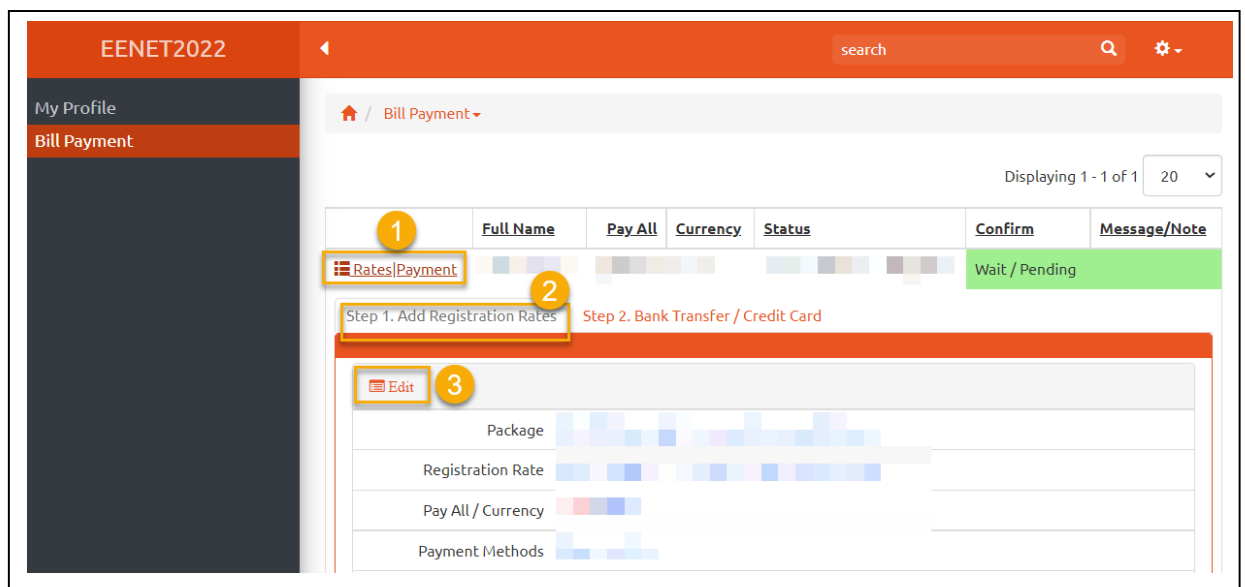 EENET2022
search
My Profile
Bill Payment
/ Bill Payment
Displaying 1 - 1 of 1 20
1
Full Name Pay All Currency Status Confirm Message/Note
Rates|Payment Wait / Pending
2
Step 1. Add Registration Rates Step 2. Bank Transfer / Credit Card
Edit 3
Package
Registration Rate
Pay All / Currency
Payment Methods